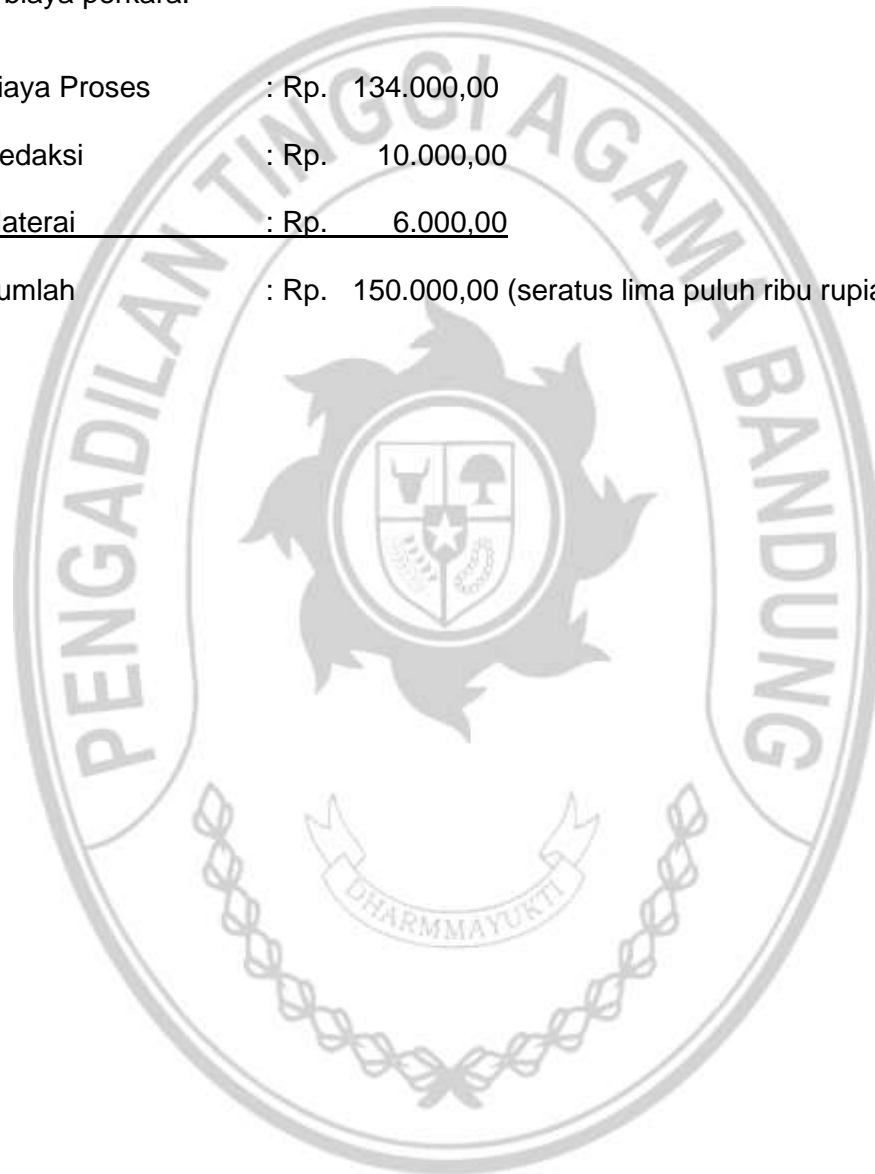 biaya perkara:
iaya Proses : Rp. 134.000,00
edaksi : Rp. 10.000,00
aterai : Rp. 6.000,00
umlah : Rp. 150.000,00 (seratus lima puluh ribu rupia
PENGADILAN TINGGI AGAMA BANDUNG
DHARMMAYUKTI